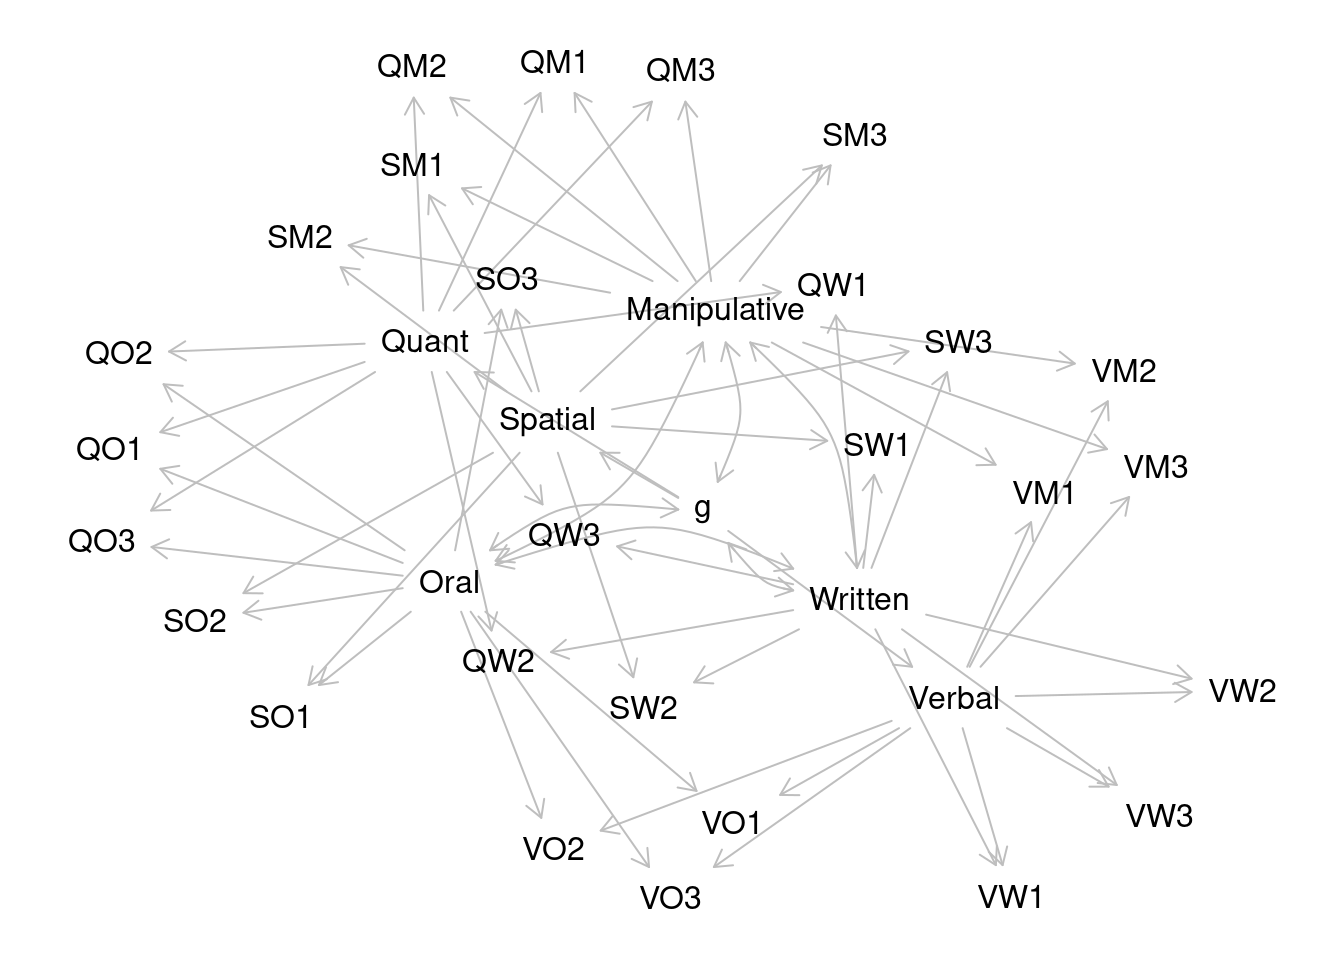 QM2
QM1
QM3
SM3
SM1
SM2
SO3
QW1
Manipulative
Quant
SW3
QO2
VM2
Spatial
SW1
QO1
VM3
VM1
g
QW3
QO3
Oral
Written
SO2
QW2
Verbal
VW2
SW2
SO1
VW3
VO1
VO2
VO3
VW1